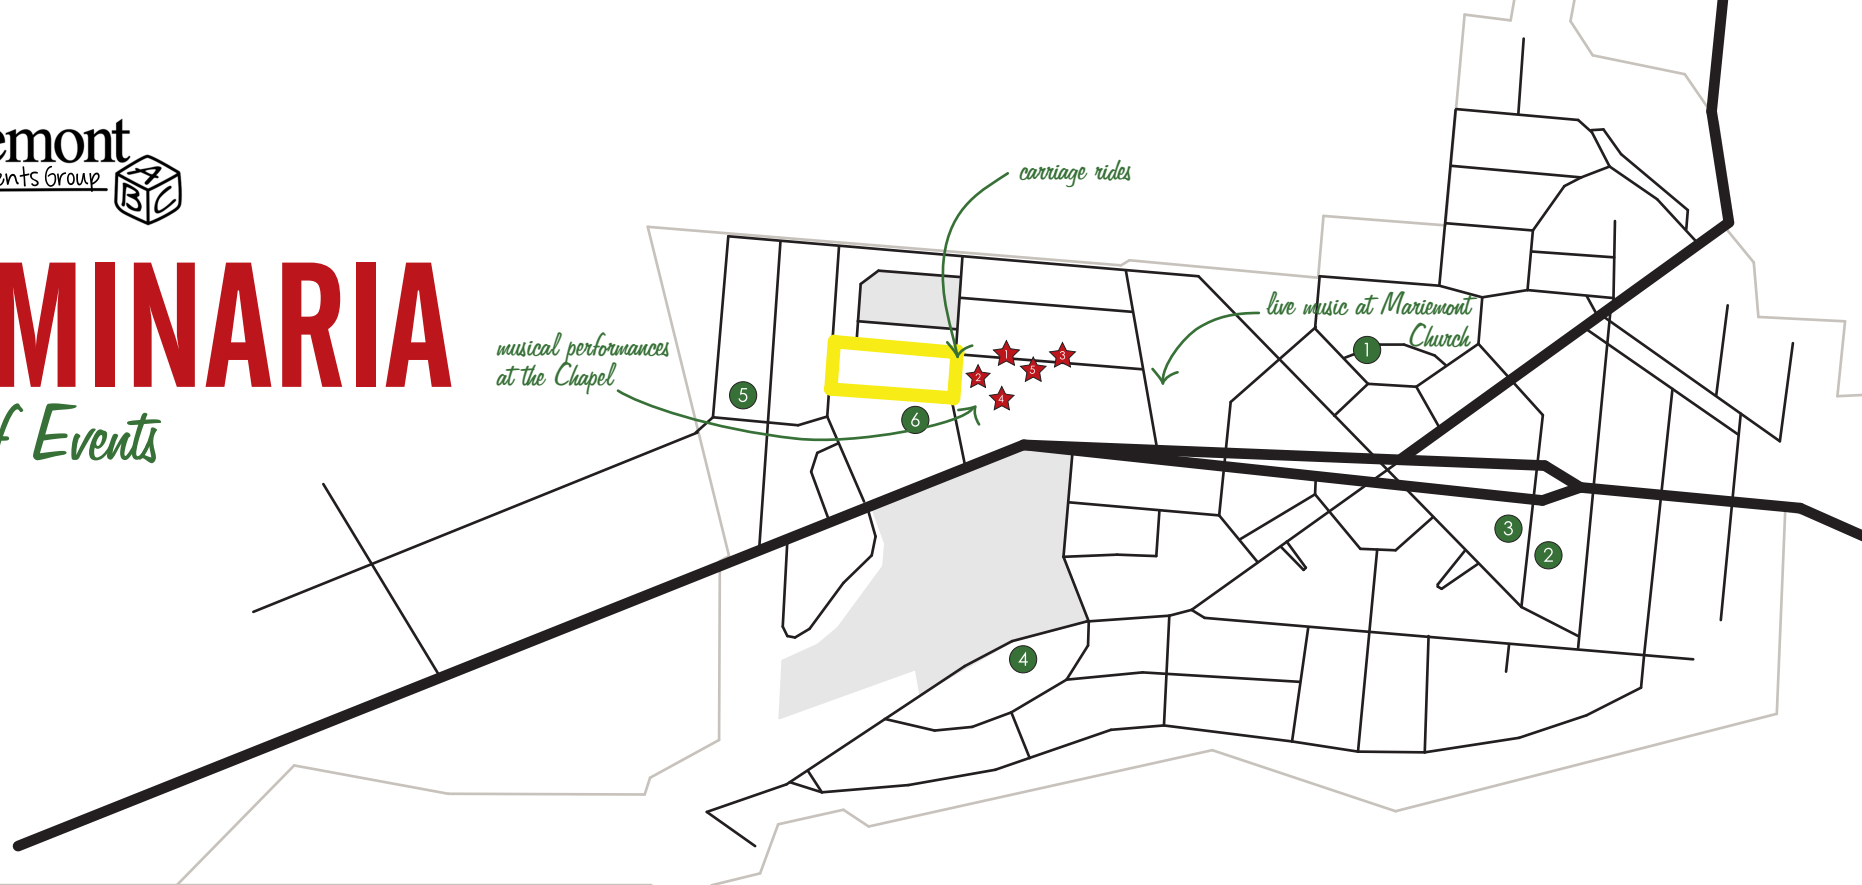 emont
ents Group
A
B C
MINARIA
f Events
carriage rides
live music at Mariemont
Church
musical performances
at the Chapel
1
2
3
4
5
1
2
3
4
5
6